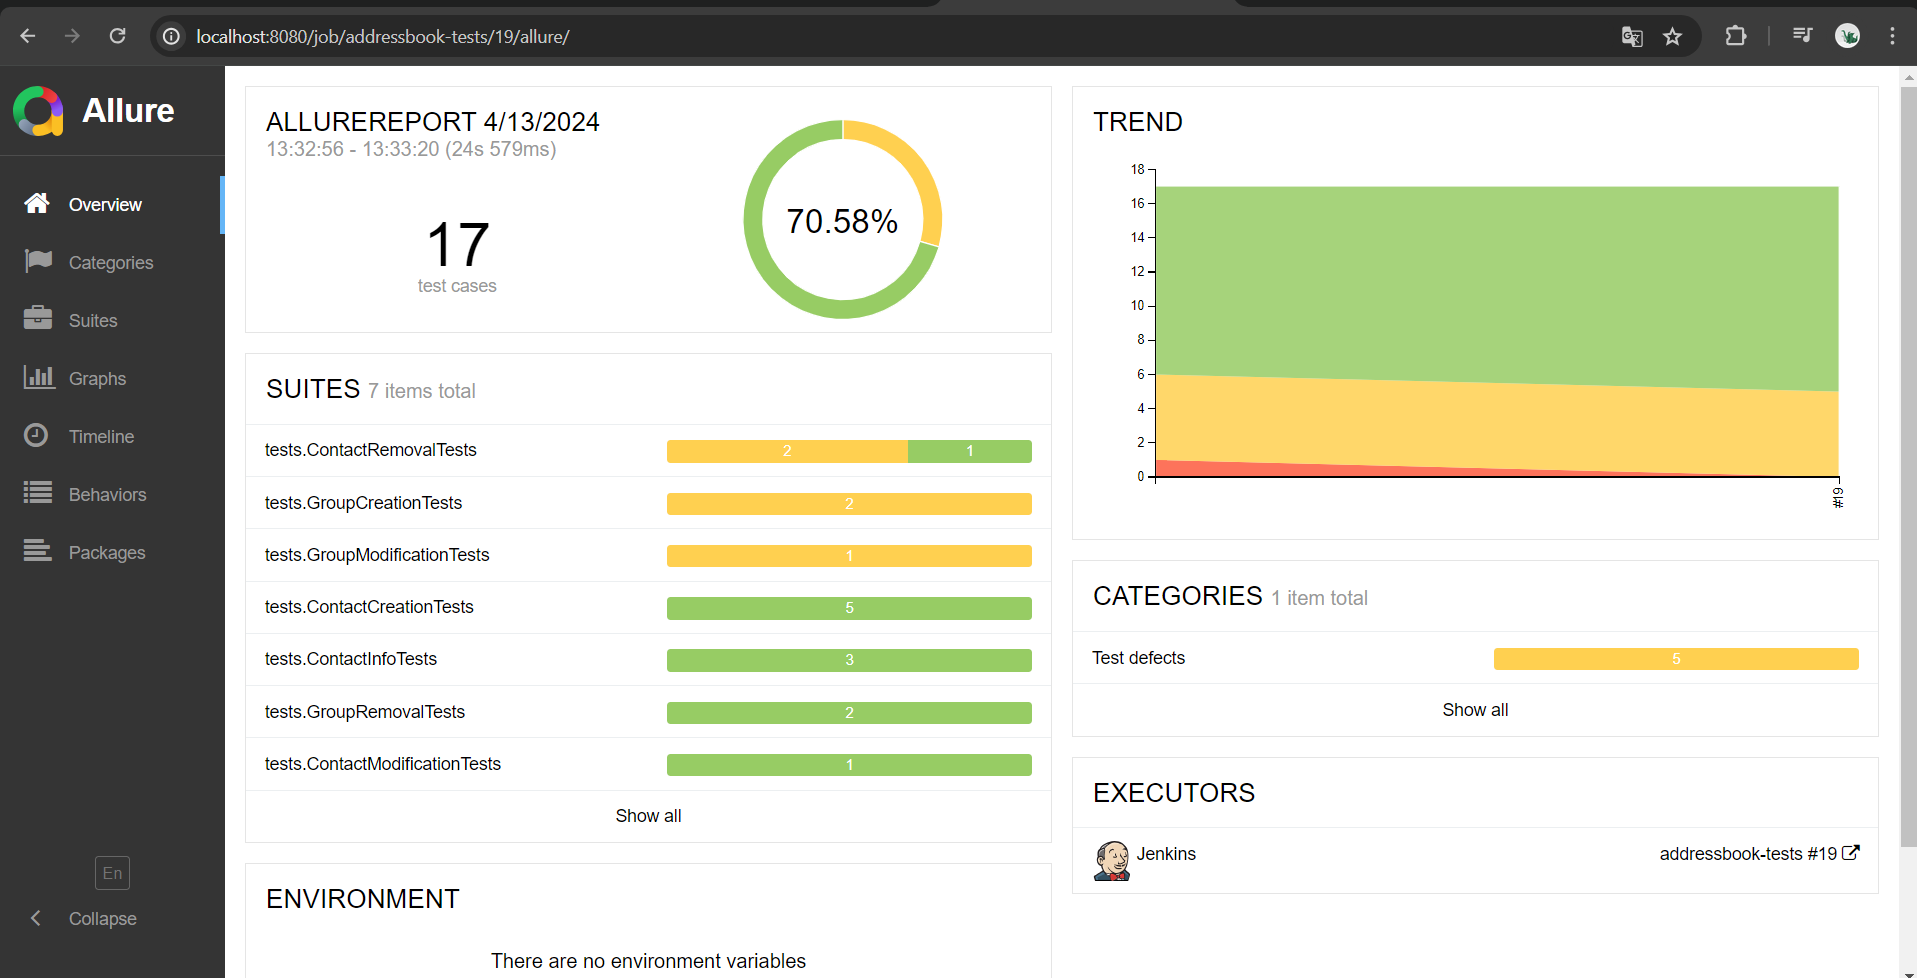 localhost:8080/job/addressbook-tests/19/allure/
Allure
Overview
Categories
Suites
Graphs
Timeline
Behaviors
Packages
En
Collapse
ALLUREREPORT 4/13/2024
13:32:56 - 13:33:20 (24s 579ms)
17
test cases
70.58%
SUITES 7 items total
tests.ContactRemovalTests 2 1
tests.GroupCreationTests 2
tests.GroupModificationTests 1
tests.ContactCreationTests 5
tests.ContactInfoTests 3
tests.GroupRemovalTests 2
tests.ContactModificationTests 1
Show all
ENVIRONMENT
There are no environment variables
TREND
18
16
14
12
10
8
6
4
2
0
#19
CATEGORIES 1 item total
Test defects 5
Show all
EXECUTORS
Jenkins addressbook-tests #19